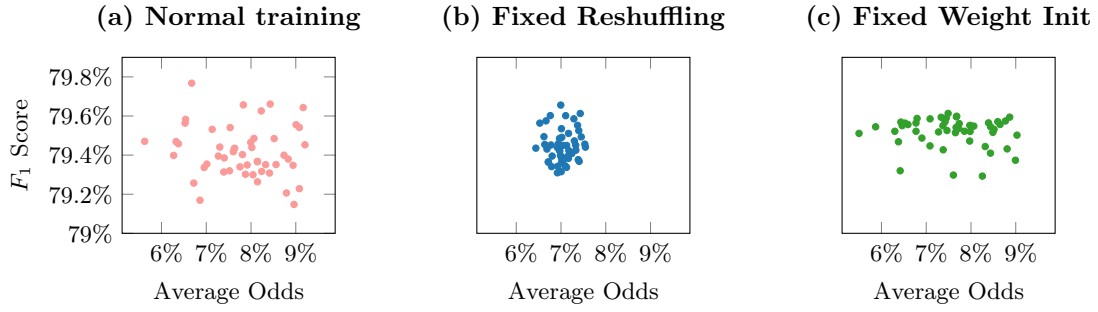 (a) Normal training
(b) Fixed Reshuffling
(c) Fixed Weight Init
F1 Score
79.8%
79.6%
79.4%
79.2%
79%
6% 7% 8% 9%
Average Odds
6% 7% 8% 9%
Average Odds
6% 7% 8% 9%
Average Odds